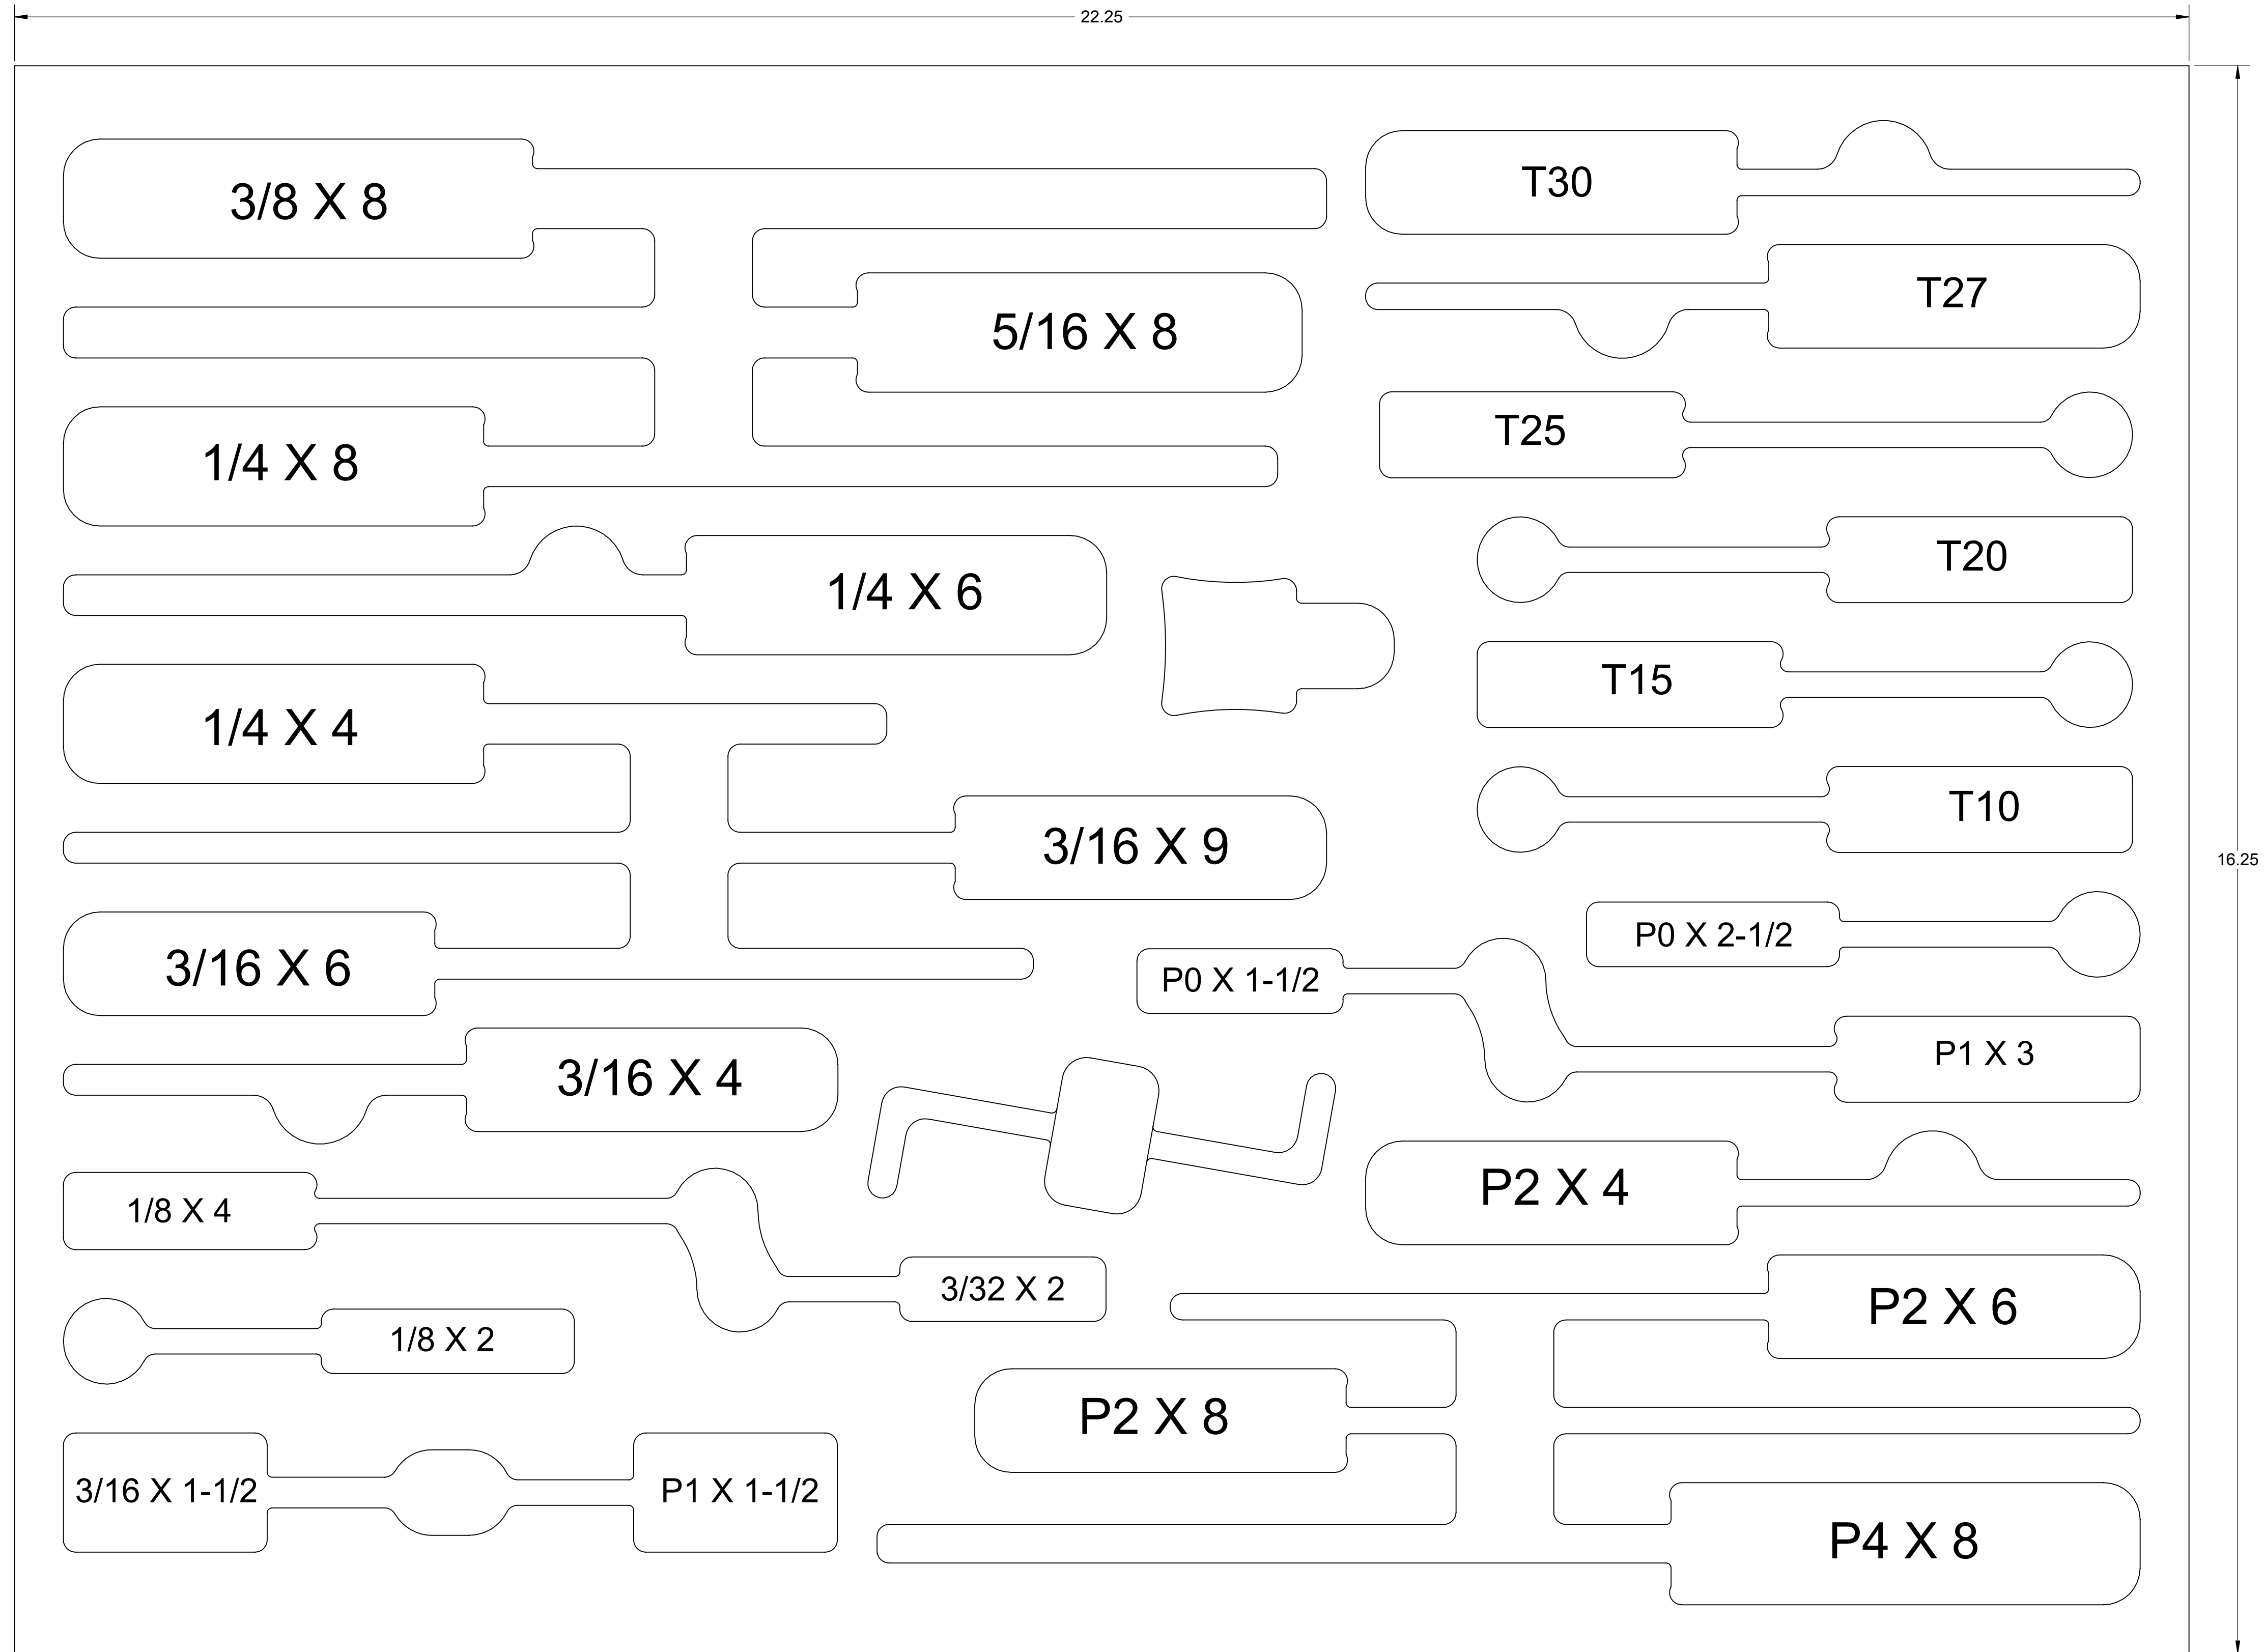 22.25
3/8 X 8
T30
T27
5/16 X 8
T25
1/4 X 8
T20
1/4 X 6
T15
1/4 X 4
T10
3/16 X 9
16.25
P0 X 2-1/2
3/16 X 6
P0 X 1-1/2
P1 X 3
3/16 X 4
P2 X 4
1/8 X 4
3/32 X 2
P2 X 6
1/8 X 2
P2 X 8
3/16 X 1-1/2
P1 X 1-1/2
P4 X 8